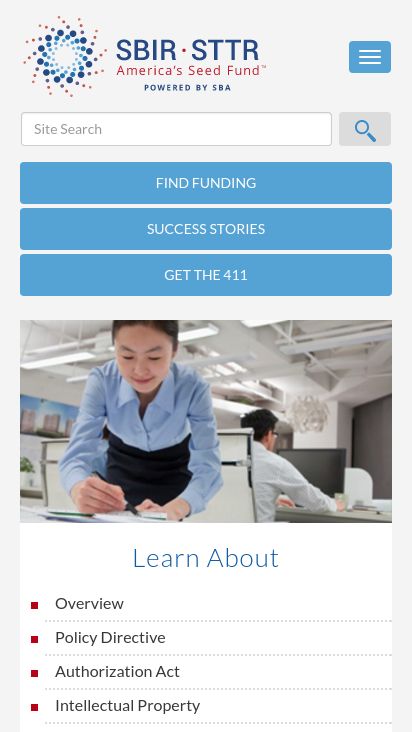 SBIR·STTR
America's Seed Fund™
POWERED BY SBA
Site Search
FIND FUNDING
SUCCESS STORIES
GET THE 411
Learn About
Overview
Policy Directive
Authorization Act
Intellectual Property